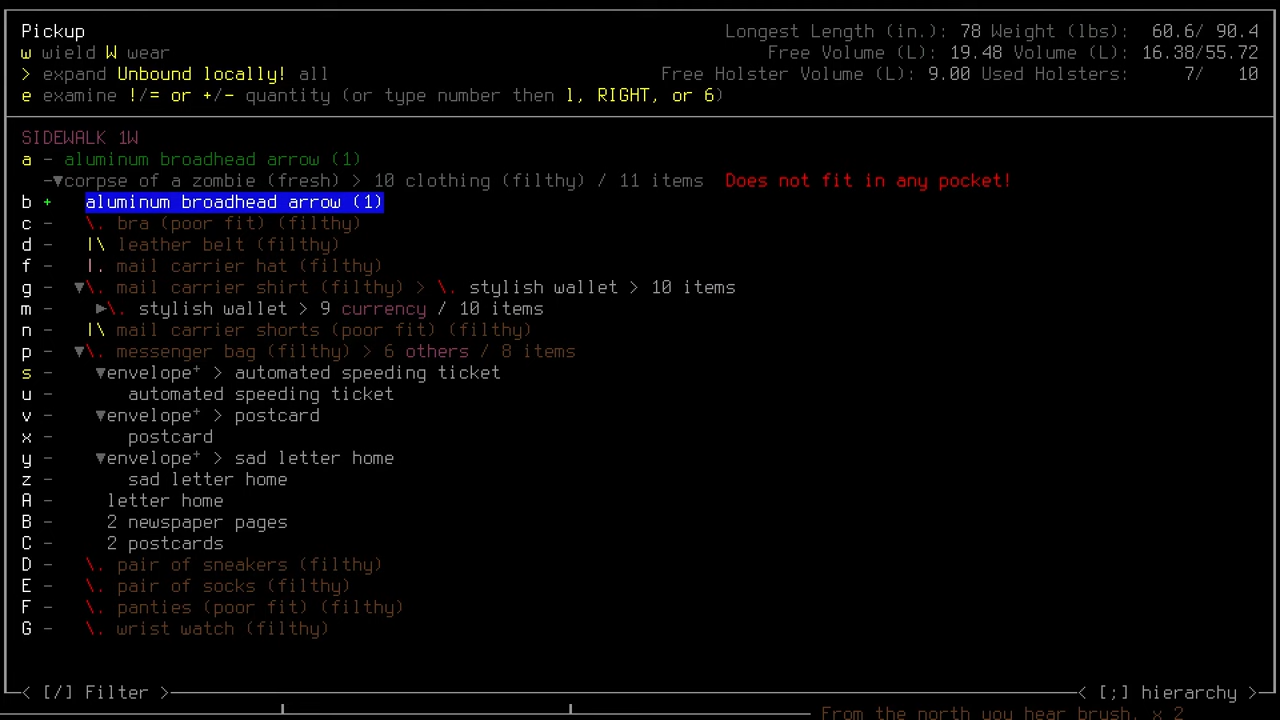 Pickup Longest Length (in.): 78 Weight (lbs): 60.6/ 90.4
w wield W wear Free Volume (L): 19.48 Volume (L): 16.38/55.72
> expand Unbound locally! all Free Holster Volume (L): 9.00 Used Holsters: 7/ 10
e examine !/= or +/- quantity (or type number then l, RIGHT, or 6)
SIDEWALK 1W
a - aluminum broadhead arrow (1)
-▼corpse of a zombie (fresh) > 10 clothing (filthy) / 11 items Does not fit in any pocket!
b + aluminum broadhead arrow (1)
c - \. bra (poor fit) (filthy)
d - |\ leather belt (filthy)
f - |. mail carrier hat (filthy)
g - ▼\. mail carrier shirt (filthy) > \. stylish wallet > 10 items
m - ▶\. stylish wallet > 9 currency / 10 items
n - |\ mail carrier shorts (poor fit) (filthy)
p - ▼\. messenger bag (filthy) > 6 others / 8 items
s - ▼envelope⁺ > automated speeding ticket
u - automated speeding ticket
v - ▼envelope⁺ > postcard
x - postcard
y - ▼envelope⁺ > sad letter home
z - sad letter home
A - letter home
B - 2 newspaper pages
C - 2 postcards
D - \. pair of sneakers (filthy)
E - \. pair of socks (filthy)
F - \. panties (poor fit) (filthy)
G - \. wrist watch (filthy)
< [/] Filter > < [;] hierarchy >
From the north you hear brush. x 2